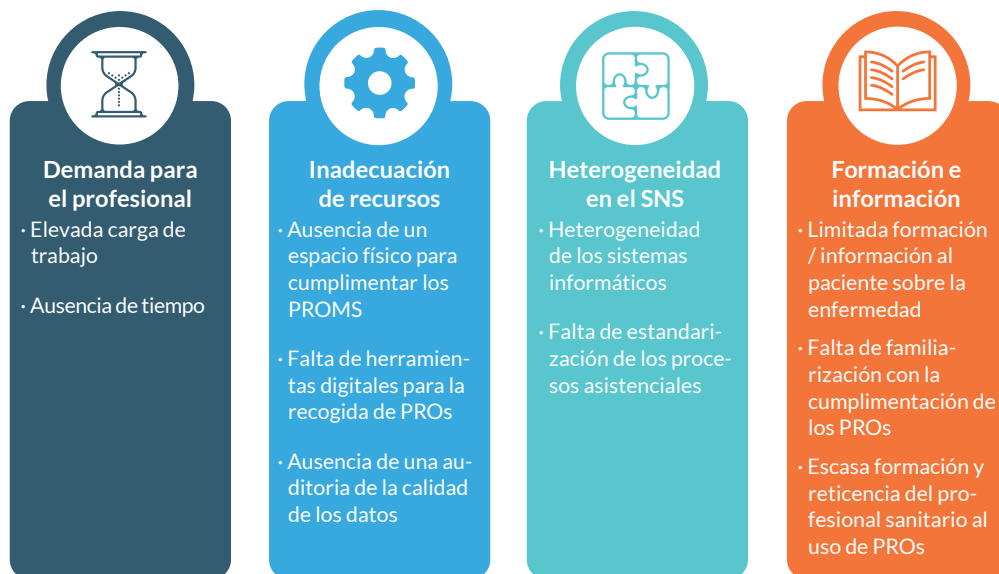 Demanda para
el profesional
· Elevada carga de
trabajo
· Ausencia de tiempo
Inadecuación
de recursos
· Ausencia de un
espacio físico para
cumplimentar los
PROMS
· Falta de herramien-
tas digitales para la
recogida de PROs
· Ausencia de una au-
ditoria de la calidad
de los datos
Heterogeneidad
en el SNS
· Heterogeneidad
de los sistemas
informáticos
· Falta de estandari-
zación de los proce-
sos asistenciales
Formación e
información
· Limitada formación
/ información al
paciente sobre la
enfermedad
· Falta de familia-
rización con la
cumplimentación de
los PROs
· Escasa formación y
reticencia del pro-
fesional sanitario al
uso de PROs